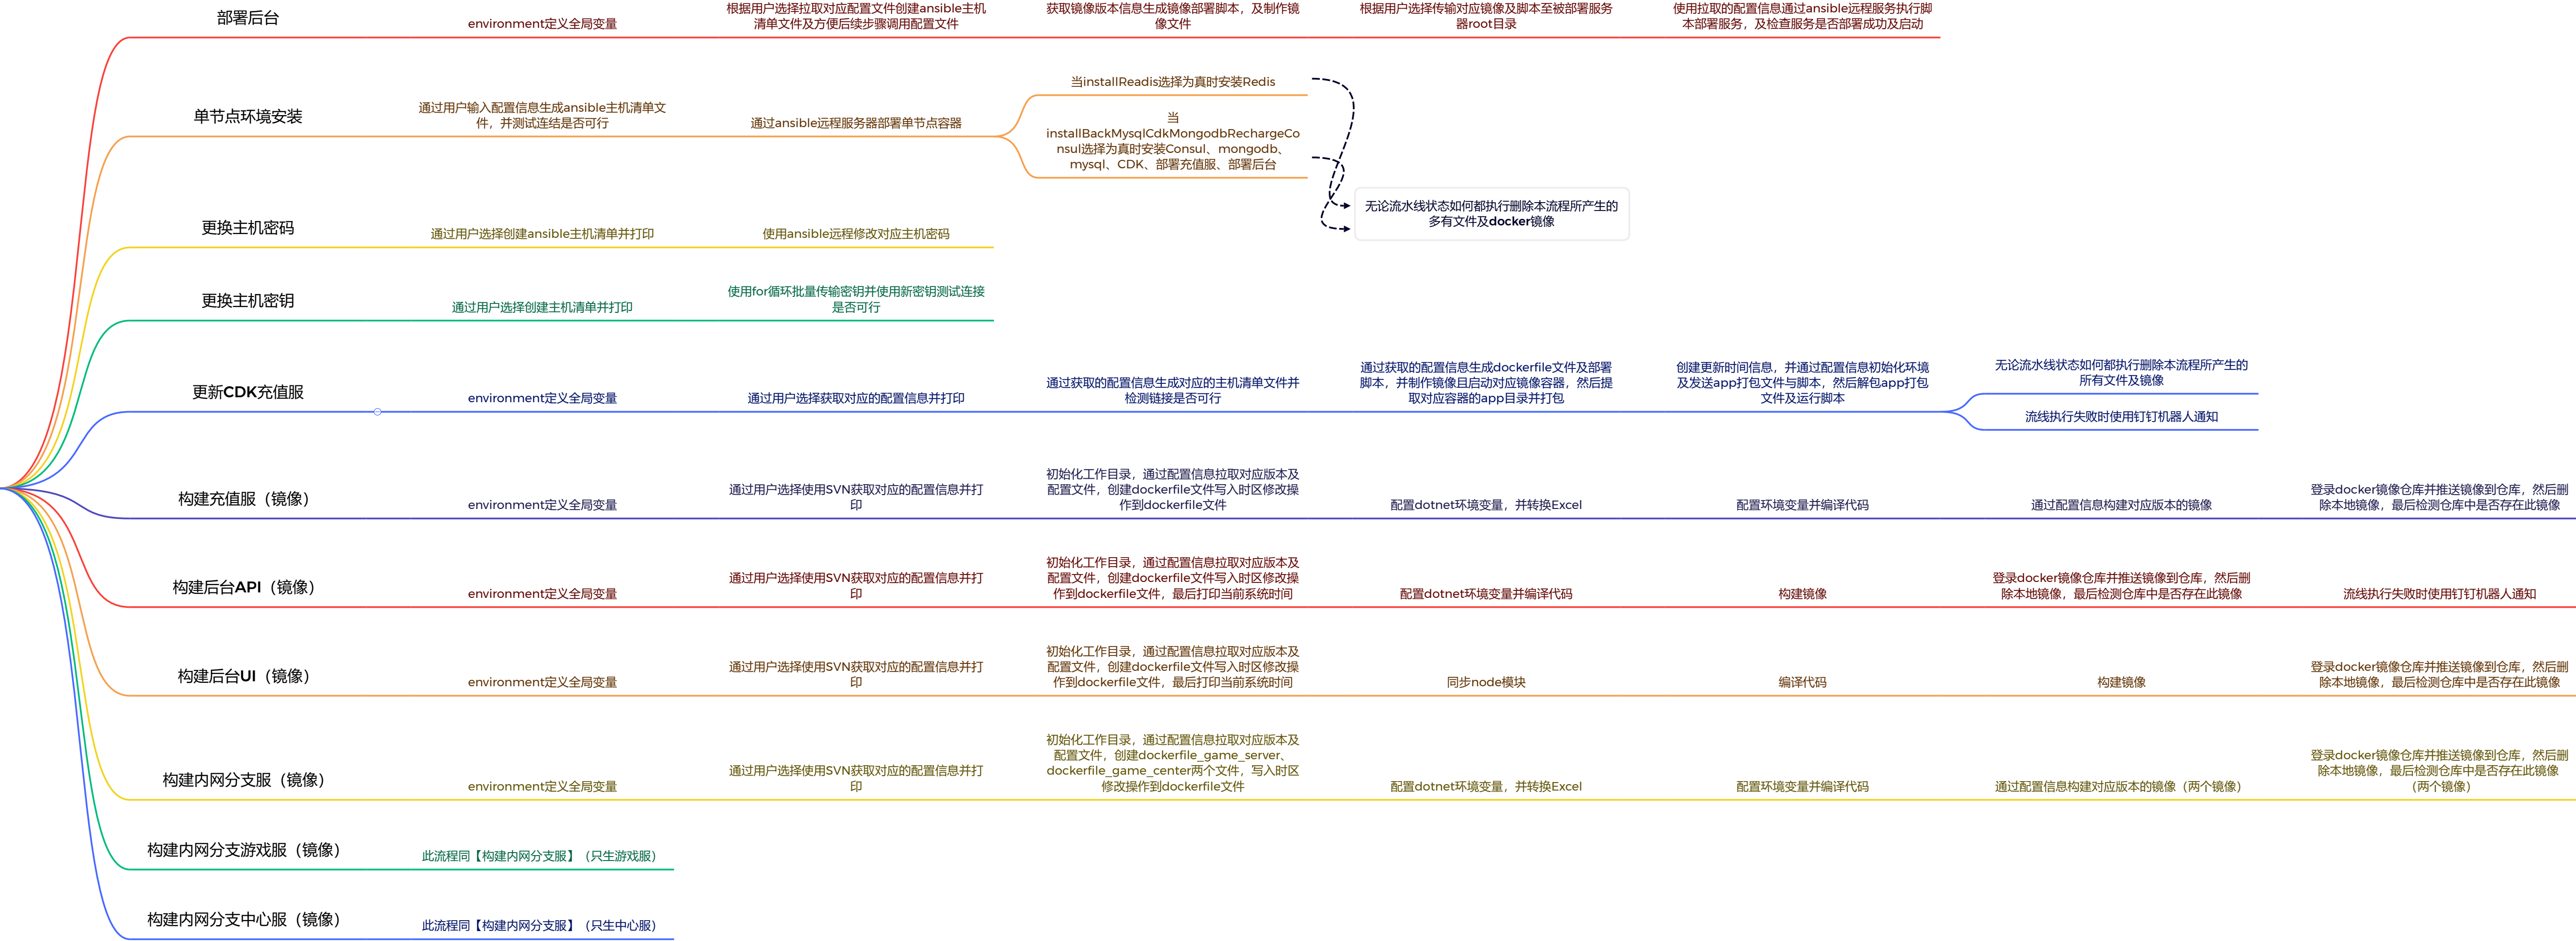 部署后台
environment定义全局变量
根据用户选择拉取对应配置文件创建ansible主机
清单文件及方便后续步骤调用配置文件
获取镜像版本信息生成镜像部署脚本，及制作镜
像文件
根据用户选择传输对应镜像及脚本至被部署服务
器root目录
使用拉取的配置信息通过ansible远程服务执行脚
本部署服务，及检查服务是否部署成功及启动
单节点环境安装
通过用户输入配置信息生成ansible主机清单文
件，并测试连结是否可行
通过ansible远程服务器部署单节点容器
当installReadis选择为真时安装Redis
当
installBackMysqlCdkMongodbRechargeCo
nsul选择为真时安装Consul、mongodb、
mysql、CDK、部署充值服、部署后台
无论流水线状态如何都执行删除本流程所产生的
多有文件及docker镜像
更换主机密码
通过用户选择创建ansible主机清单并打印
使用ansible远程修改对应主机密码
更换主机密钥
通过用户选择创建主机清单并打印
使用for循环批量传输密钥并使用新密钥测试连接
是否可行
更新CDK充值服
environment定义全局变量
通过用户选择获取对应的配置信息并打印
通过获取的配置信息生成对应的主机清单文件并
检测链接是否可行
通过获取的配置信息生成dockerfile文件及部署
脚本，并制作镜像且启动对应镜像容器，然后提
取对应容器的app目录并打包
创建更新时间信息，并通过配置信息初始化环境
及发送app打包文件与脚本，然后解包app打包
文件及运行脚本
无论流水线状态如何都执行删除本流程所产生的
所有文件及镜像
流线执行失败时使用钉钉机器人通知
构建充值服（镜像）
environment定义全局变量
通过用户选择使用SVN获取对应的配置信息并打
印
初始化工作目录，通过配置信息拉取对应版本及
配置文件，创建dockerfile文件写入时区修改操
作到dockerfile文件
配置dotnet环境变量，并转换Excel
配置环境变量并编译代码
通过配置信息构建对应版本的镜像
登录docker镜像仓库并推送镜像到仓库，然后删
除本地镜像，最后检测仓库中是否存在此镜像
构建后台API（镜像）
environment定义全局变量
通过用户选择使用SVN获取对应的配置信息并打
印
初始化工作目录，通过配置信息拉取对应版本及
配置文件，创建dockerfile文件写入时区修改操
作到dockerfile文件，最后打印当前系统时间
配置dotnet环境变量并编译代码
构建镜像
登录docker镜像仓库并推送镜像到仓库，然后删
除本地镜像，最后检测仓库中是否存在此镜像
流线执行失败时使用钉钉机器人通知
构建后台UI（镜像）
environment定义全局变量
通过用户选择使用SVN获取对应的配置信息并打
印
初始化工作目录，通过配置信息拉取对应版本及
配置文件，创建dockerfile文件写入时区修改操
作到dockerfile文件，最后打印当前系统时间
同步node模块
编译代码
构建镜像
登录docker镜像仓库并推送镜像到仓库，然后删
除本地镜像，最后检测仓库中是否存在此镜像
构建内网分支服（镜像）
environment定义全局变量
通过用户选择使用SVN获取对应的配置信息并打
印
初始化工作目录，通过配置信息拉取对应版本及
配置文件，创建dockerfile_game_server、
dockerfile_game_center两个文件，写入时区
修改操作到dockerfile文件
配置dotnet环境变量，并转换Excel
配置环境变量并编译代码
通过配置信息构建对应版本的镜像（两个镜像）
登录docker镜像仓库并推送镜像到仓库，然后删
除本地镜像，最后检测仓库中是否存在此镜像
（两个镜像）
构建内网分支游戏服（镜像）
此流程同【构建内网分支服】（只生游戏服）
构建内网分支中心服（镜像）
此流程同【构建内网分支服】（只生中心服）